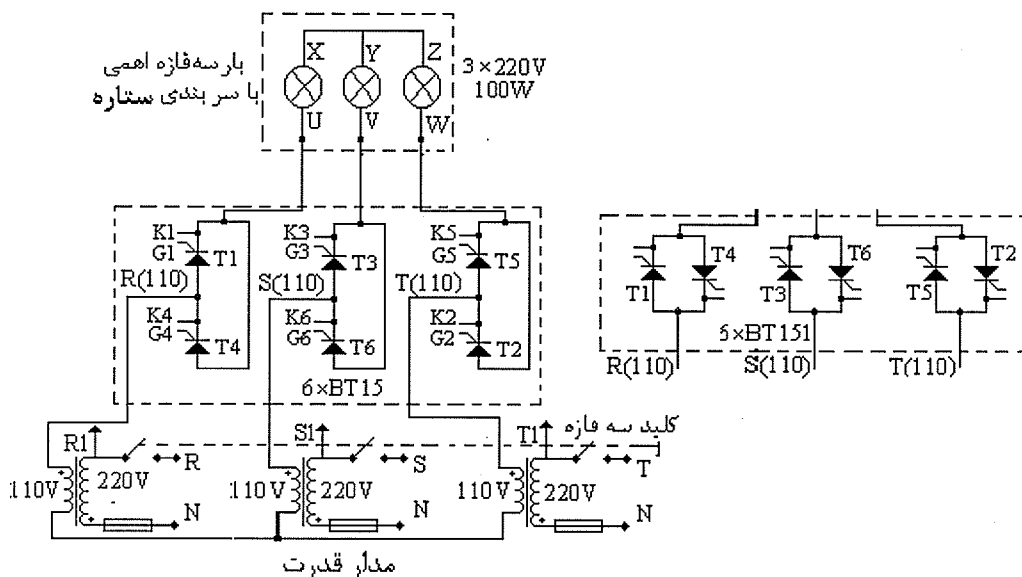 X Y Z
بار سه فازه اهمی
با سر بندی ستاره
3×220V
100W
U V W
K1 K3 K5
G1 T1 G3 T3 G5 T5
R(110) S(110) T(110)
K4 K6 K2
G4 T4 G6 T6 G2 T2
6×BT15
T4 T6 T2
T1 T3 T5
6×BT151
R(110) S(110) T(110)
کلید سه فازه
R1 S1 T1
R S T
110V 220V 110V 220V 110V 220V
N N N
مدار قدرت